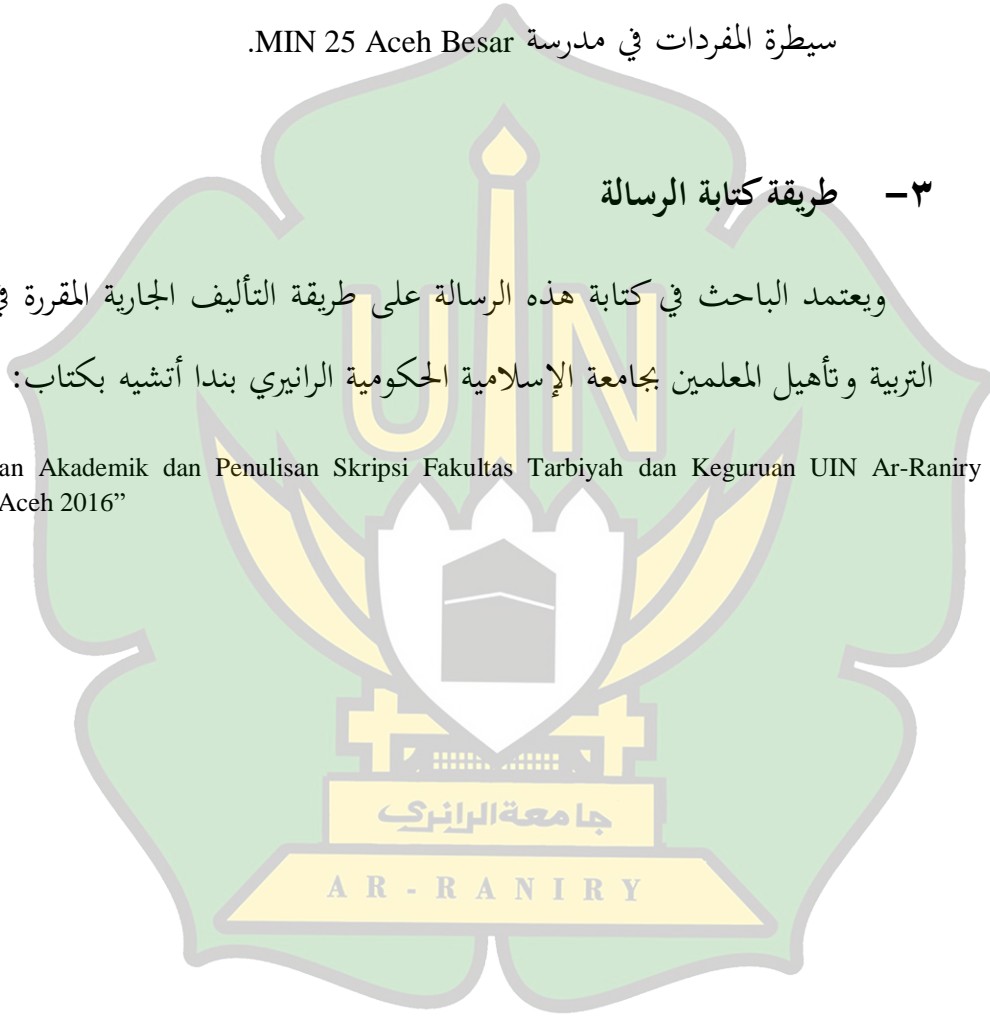 سيطرة المفردات في مدرسة MIN 25 Aceh Besar.
٣- طريقة كتابة الرسالة
ويعتمد الباحث في كتابة هذه الرسالة على طريقة التأليف الجارية المقررة في
التربية وتأهيل المعلمين بجامعة الإسلامية الحكومية الرانيري بندا أتشيه بكتاب:
an Akademik dan Penulisan Skripsi Fakultas Tarbiyah dan Keguruan UIN Ar-Raniry
Aceh 2016”
UIN
جامعة الرانري
AR-RANIRY